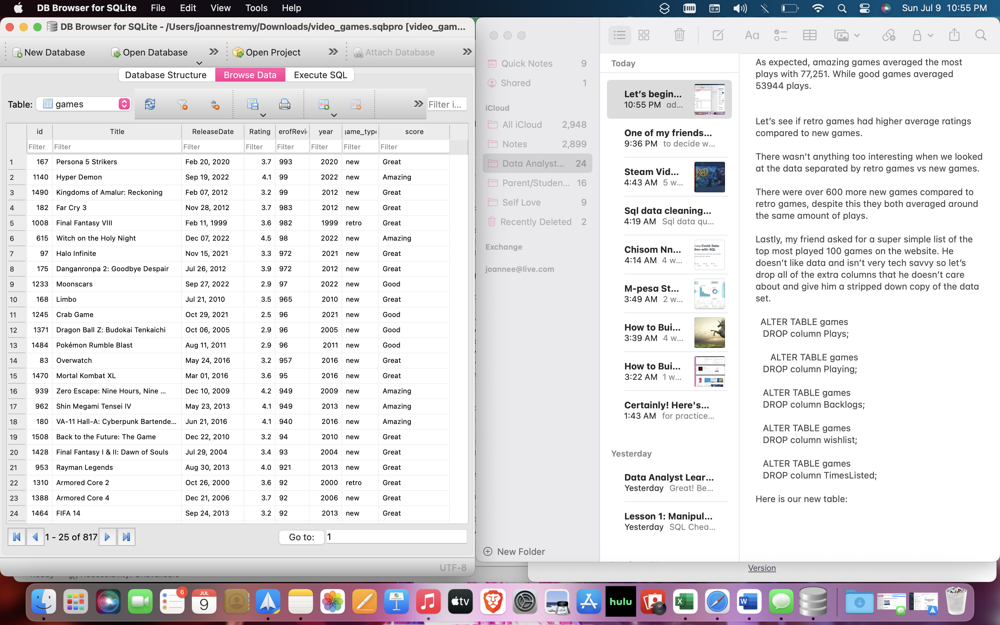 DB Browser for SQLite File Edit View Tools Help Sun Jul 9 10:55 PM
DB Browser for SQLite - /Users/joannestremy/Downloads/video_games.sqbpro [video_gam...
New Database Open Database Open Project Attach Database
Database Structure Browse Data Execute SQL
Table: games Filter i...
id Title ReleaseDate Rating erofRevi year jame_type score
Filter Filter Filter Filter Filter Filter Filter Filter
1 167 Persona 5 Strikers Feb 20, 2020 3.7 993 2020 new Great
2 1140 Hyper Demon Sep 19, 2022 4.1 99 2022 new Amazing
3 1490 Kingdoms of Amalur: Reckoning Feb 07, 2012 3.2 99 2012 new Great
4 182 Far Cry 3 Nov 28, 2012 3.7 983 2012 new Great
5 1008 Final Fantasy VIII Feb 11, 1999 3.6 982 1999 retro Great
6 615 Witch on the Holy Night Dec 07, 2022 4.5 98 2022 new Amazing
7 97 Halo Infinite Nov 15, 2021 3.3 972 2021 new Great
8 175 Danganronpa 2: Goodbye Despair Jul 26, 2012 3.9 972 2012 new Great
9 1233 Moonscars Sep 27, 2022 2.9 97 2022 new Good
10 168 Limbo Jul 21, 2010 3.5 965 2010 new Great
11 1245 Crab Game Oct 29, 2021 2.5 96 2021 new Good
12 1371 Dragon Ball Z: Budokai Tenkaichi Oct 06, 2005 2.9 96 2005 new Good
13 1484 Pokémon Rumble Blast Aug 11, 2011 2.9 96 2011 new Good
14 83 Overwatch May 24, 2016 3.2 957 2016 new Great
15 1470 Mortal Kombat XL Mar 01, 2016 3.6 95 2016 new Great
16 939 Zero Escape: Nine Hours, Nine ... Dec 10, 2009 4.2 949 2009 new Amazing
17 962 Shin Megami Tensei IV May 23, 2013 4.1 949 2013 new Amazing
18 180 VA-11 Hall-A: Cyberpunk Bartende... Jun 21, 2016 4.1 940 2016 new Amazing
19 1508 Back to the Future: The Game Dec 22, 2010 3.2 94 2010 new Great
20 1428 Final Fantasy I & II: Dawn of Souls Jul 29, 2004 3.4 93 2004 new Great
21 953 Rayman Legends Aug 30, 2013 4.0 921 2013 new Great
22 1310 Armored Core 2 Oct 26, 2000 3.6 92 2000 retro Great
23 1388 Armored Core 4 Dec 21, 2006 3.7 92 2006 new Great
24 1464 FIFA 14 Sep 24, 2013 3.2 92 2013 new Great
1 - 25 of 817 Go to: 1
UTF-8
Quick Notes 9
Shared 1
iCloud
All iCloud 2,948
Notes 2,899
Data Analyst... 24
Parent/Studen... 16
Self Love 9
Recently Deleted 2
Exchange
joannee@live.com
New Folder
Today
Let's begin...
10:55 PM ad...
One of my friends...
9:36 PM to decide w...
Steam Vid...
4:43 AM 5 w...
Sql data cleaning...
4:19 AM Sql data qu...
Chisom Nn...
4:14 AM 4 w...
M-pesa St...
3:49 AM 2 w...
How to Bui...
3:39 AM 4 w...
How to Bui...
3:22 AM 1 w...
Certainly! Here's...
1:43 AM for practice...
Yesterday
Data Analyst Lear...
Yesterday Great! Be...
Lesson 1: Manipul...
Yesterday SQL Chea...
Aa
As expected, amazing games averaged the most
plays with 77,251. While good games averaged
53944 plays.
Let's see if retro games had higher average ratings
compared to new games.
There wasn't anything too interesting when we looked
at the data separated by retro games vs new games.
There were over 600 more new games compared to
retro games, despite this they both averaged around
the same amount of plays.
Lastly, my friend asked for a super simple list of the
top most played 100 games on the website. He
doesn't like data and isn't very tech savvy so let's
drop all of the extra columns that he doesn't care
about and give him a stripped down copy of the data
set.
ALTER TABLE games
DROP column Plays;
ALTER TABLE games
DROP column Playing;
ALTER TABLE games
DROP column Backlogs;
ALTER TABLE games
DROP column wishlist;
ALTER TABLE games
DROP column TimesListed;
Here is our new table:
Version
6
JUL
9
tv
hulu
X
W